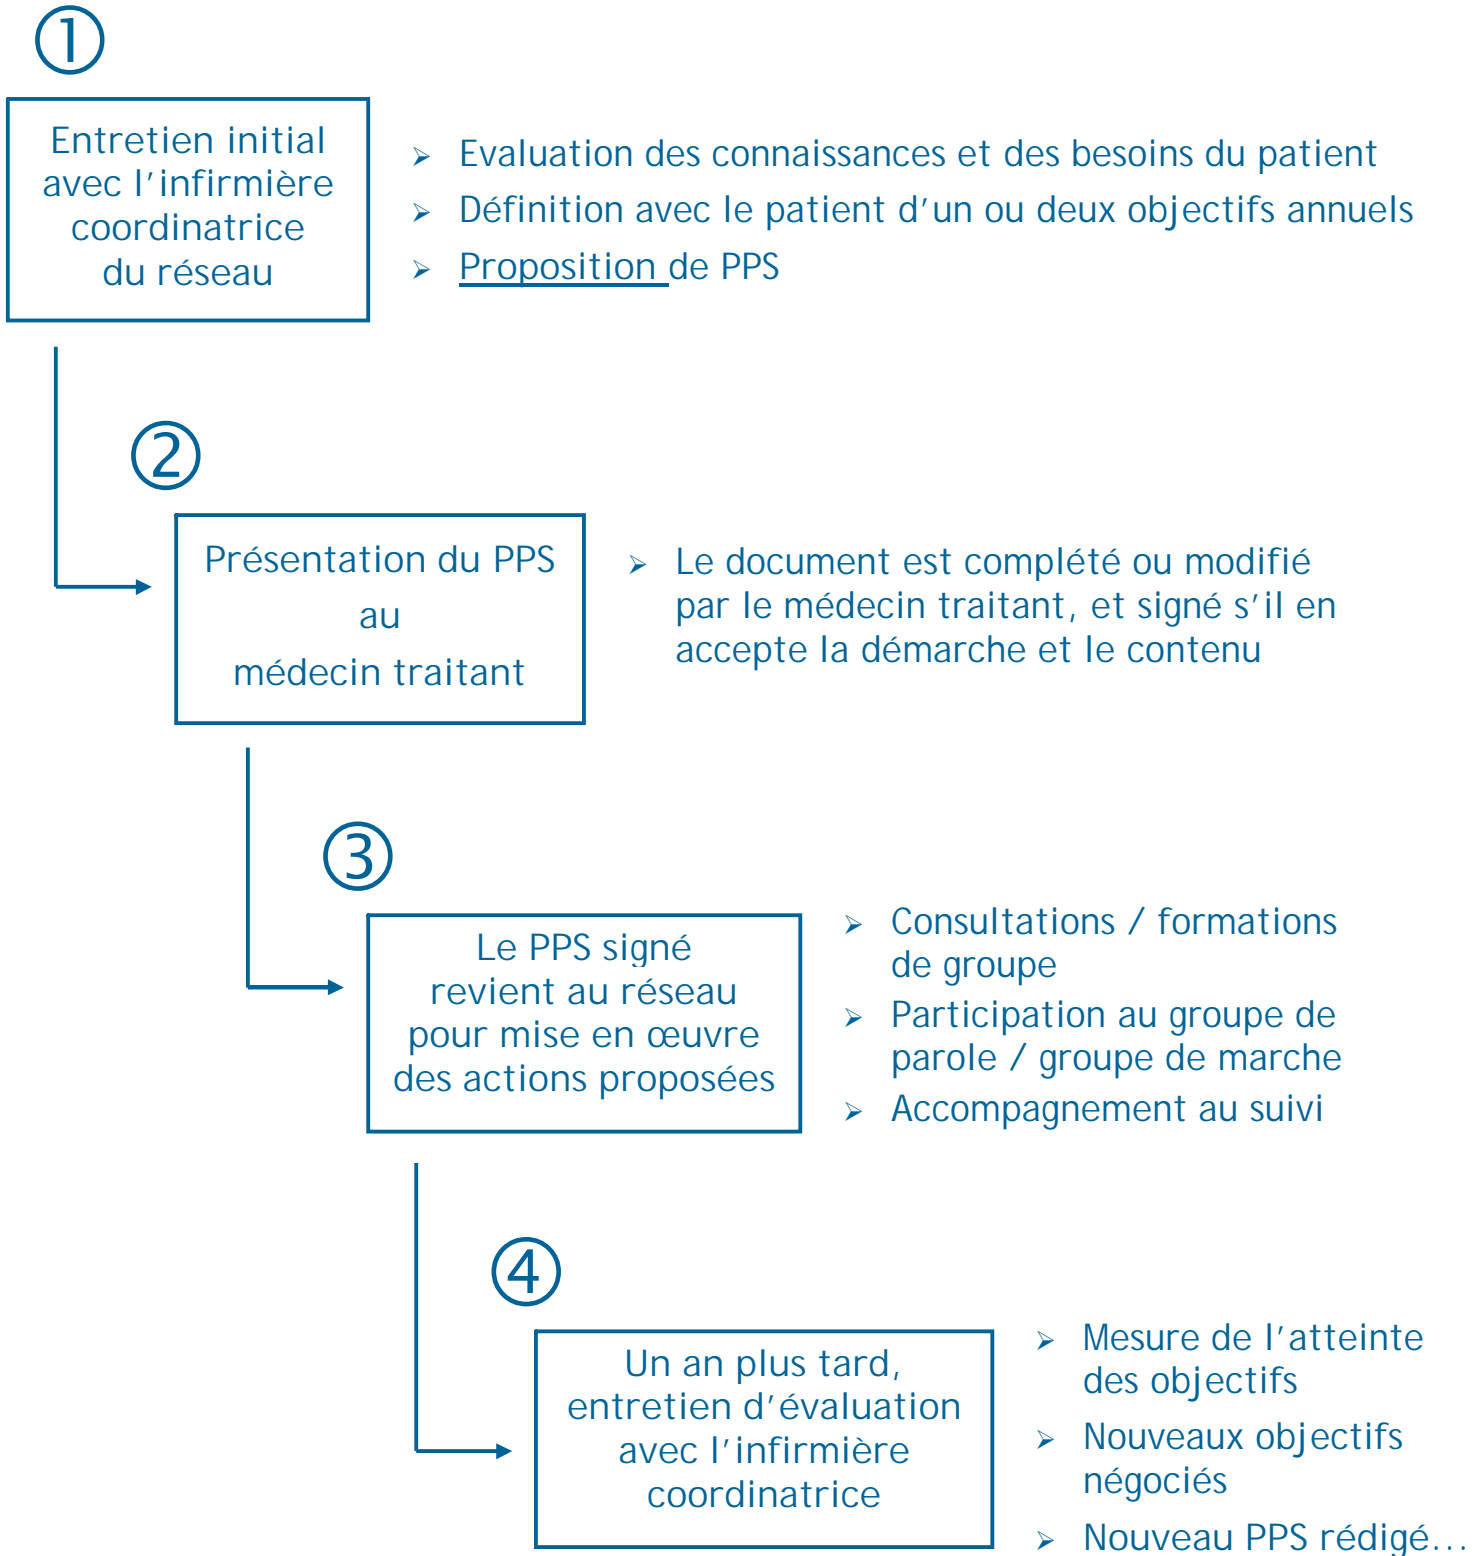 ①
Entretien initial
avec l'infirmière
coordinatrice
du réseau
➢ Evaluation des connaissances et des besoins du patient
➢ Définition avec le patient d'un ou deux objectifs annuels
➢ Proposition de PPS
②
Présentation du PPS
au
médecin traitant
➢ Le document est complété ou modifié
par le médecin traitant, et signé s'il en
accepte la démarche et le contenu
③
Le PPS signé
revient au réseau
pour mise en œuvre
des actions proposées
➢ Consultations / formations
de groupe
➢ Participation au groupe de
parole / groupe de marche
➢ Accompagnement au suivi
④
Un an plus tard,
entretien d'évaluation
avec l'infirmière
coordinatrice
➢ Mesure de l'atteinte
des objectifs
➢ Nouveaux objectifs
négociés
➢ Nouveau PPS rédigé...